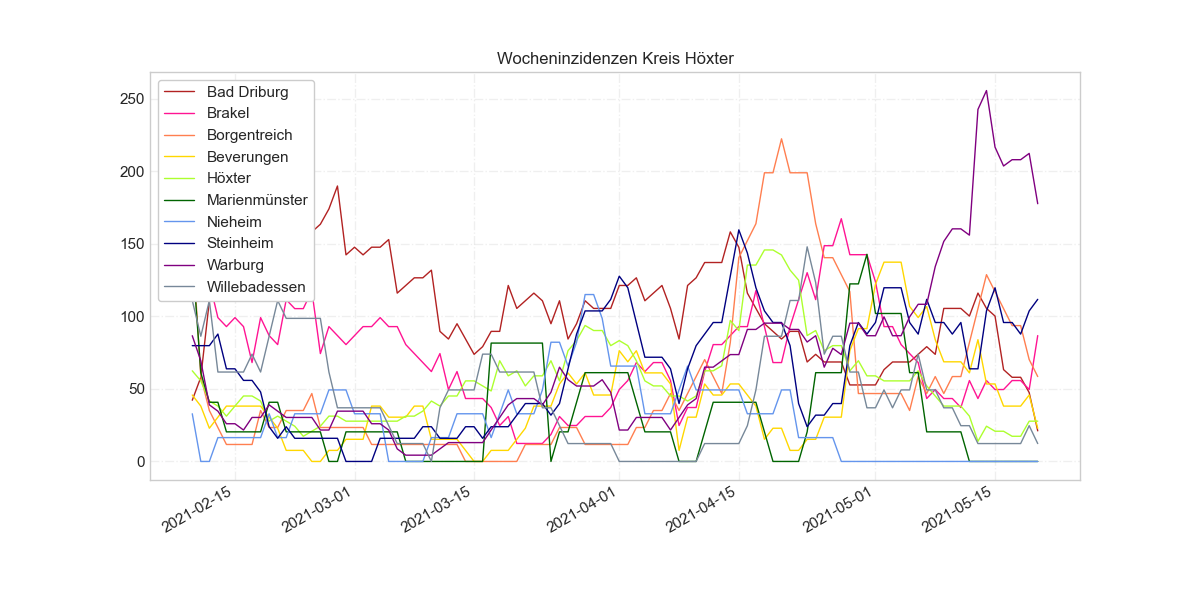 Wocheninzidenzen Kreis Höxter
250
200
150
100
50
0
Bad Driburg
Brakel
Borgentreich
Beverungen
Höxter
Marienmünster
Nieheim
Steinheim
Warburg
Willebadessen
2021-02-15
2021-03-01
2021-03-15
2021-04-01
2021-04-15
2021-05-01
2021-05-15